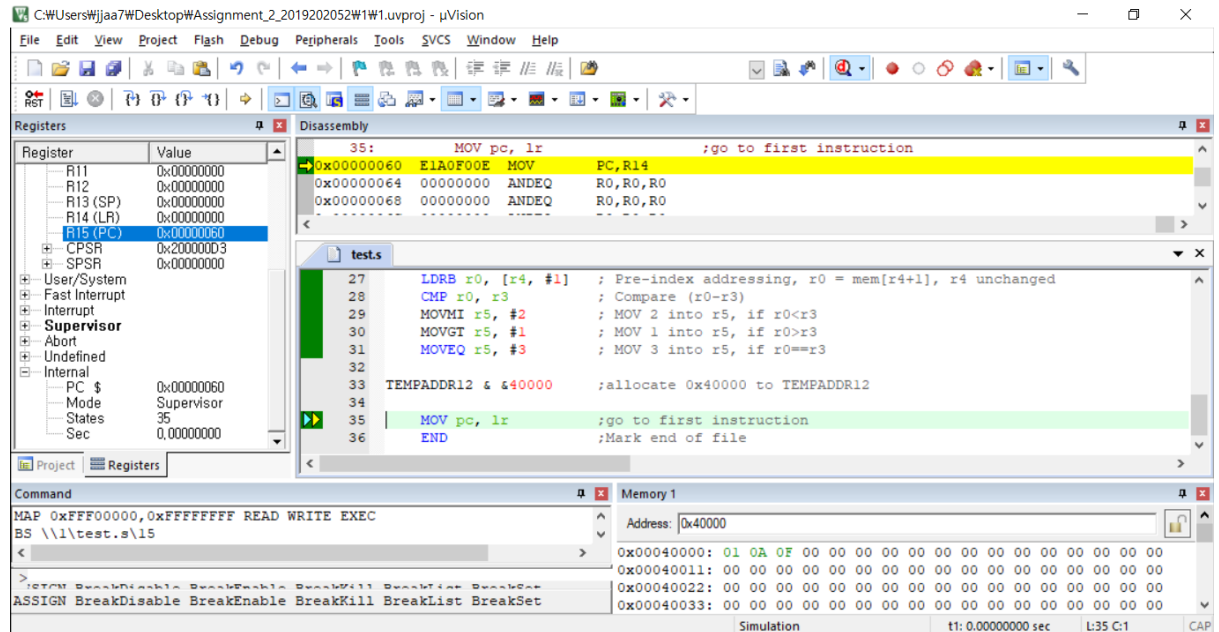 C:₩Users₩jjaa7₩Desktop₩Assignment_2_2019202052₩1₩1.uvproj - µVision
File Edit View Project Flash Debug Peripherals Tools SVCS Window Help
Registers
Register Value
R11 0x00000000
R12 0x00000000
R13 (SP) 0x00000000
R14 (LR) 0x00000000
R15 (PC) 0x00000060
CPSR 0x200000D3
SPSR 0x00000000
User/System
Fast Interrupt
Interrupt
Supervisor
Abort
Undefined
Internal
PC $ 0x00000060
Mode Supervisor
States 35
Sec 0,00000000
Project Registers
Disassembly
35: MOV pc, lr ;go to first instruction
0x00000060 E1A0F00E MOV PC,R14
0x00000064 00000000 ANDEQ R0,R0,R0
0x00000068 00000000 ANDEQ R0,R0,R0
test.s
27 LDRB r0, [r4, #1] ; Pre-index addressing, r0 = mem[r4+1], r4 unchanged
28 CMP r0, r3 ; Compare (r0-r3)
29 MOVMI r5, #2 ; MOV 2 into r5, if r0<r3
30 MOVGT r5, #1 ; MOV 1 into r5, if r0>r3
31 MOVEQ r5, #3 ; MOV 3 into r5, if r0==r3
32
33 TEMPADDR12 & &40000 ;allocate 0x40000 to TEMPADDR12
34
35 MOV pc, lr ;go to first instruction
36 END ;Mark end of file
Command
MAP 0xFFF00000,0xFFFFFFFF READ WRITE EXEC
BS \\1\test.s\15
>
ASSIGN BreakDisable BreakEnable BreakKill BreakList BreakSet
Memory 1
Address: 0x40000
0x00040000: 01 0A 0F 00 00 00 00 00 00 00 00 00 00 00 00 00 00
0x00040011: 00 00 00 00 00 00 00 00 00 00 00 00 00 00 00 00 00
0x00040022: 00 00 00 00 00 00 00 00 00 00 00 00 00 00 00 00 00
0x00040033: 00 00 00 00 00 00 00 00 00 00 00 00 00 00 00 00 00
Simulation t1: 0.00000000 sec L:35 C:1 CAP